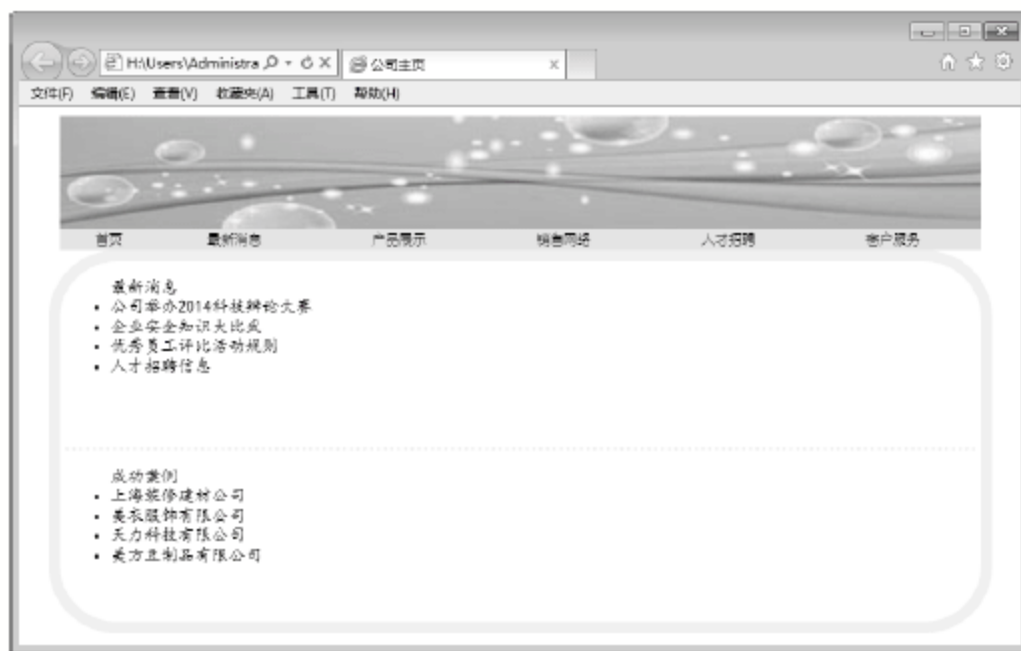 H:\Users\Administra
公司主页
文件(F) 编辑(E) 查看(V) 收藏夹(A) 工具(T) 帮助(H)
首页 最新消息 产品展示 销售网络 人才招聘 客户服务
最新消息
公司举办2014科技辩论大赛
企业安全知识大比武
优秀员工评比活动规则
人才招聘信息
成功案例
上海装修建材公司
美衣服饰有限公司
天力科技有限公司
美方豆制品有限公司